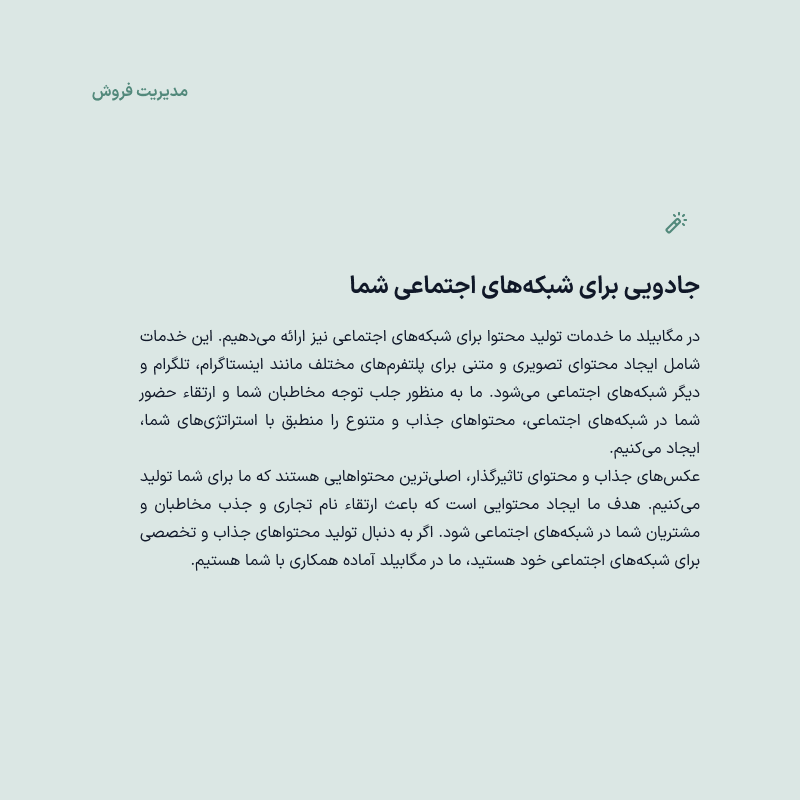 مدیریت فروش
جادویی برای شبکه‌های اجتماعی شما
در مگابیلد ما خدمات تولید محتوا برای شبکه‌های اجتماعی نیز ارائه می‌دهیم. این خدمات
شامل ایجاد محتوای تصویری و متنی برای پلتفرم‌های مختلف مانند اینستاگرام، تلگرام و
دیگر شبکه‌های اجتماعی می‌شود. ما به منظور جلب توجه مخاطبان شما و ارتقاء حضور
شما در شبکه‌های اجتماعی، محتواهای جذاب و متنوع را منطبق با استراتژی‌های شما،
ایجاد می‌کنیم.
عکس‌های جذاب و محتوای تاثیرگذار، اصلی‌ترین محتواهایی هستند که ما برای شما تولید
می‌کنیم. هدف ما ایجاد محتوایی است که باعث ارتقاء نام تجاری و جذب مخاطبان و
مشتریان شما در شبکه‌های اجتماعی شود. اگر به دنبال تولید محتواهای جذاب و تخصصی
برای شبکه‌های اجتماعی خود هستید، ما در مگابیلد آماده همکاری با شما هستیم.